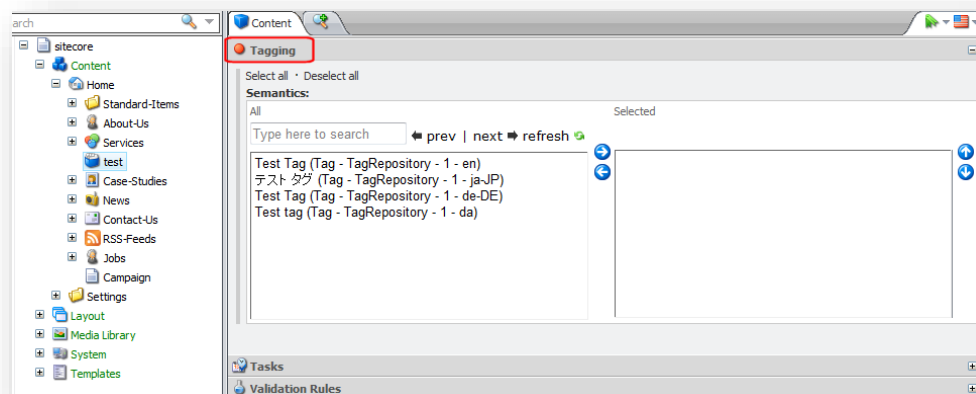 arch
sitecore
Content
Home
Standard-Items
About-Us
Services
test
Case-Studies
News
Contact-Us
RSS-Feeds
Jobs
Campaign
Settings
Layout
Media Library
System
Templates
Content
Tagging
Select all · Deselect all
Semantics:
All
Selected
Type here to search
prev | next refresh
Test Tag (Tag - TagRepository - 1 - en)
テスト タグ (Tag - TagRepository - 1 - ja-JP)
Test Tag (Tag - TagRepository - 1 - de-DE)
Test tag (Tag - TagRepository - 1 - da)
Tasks
Validation Rules